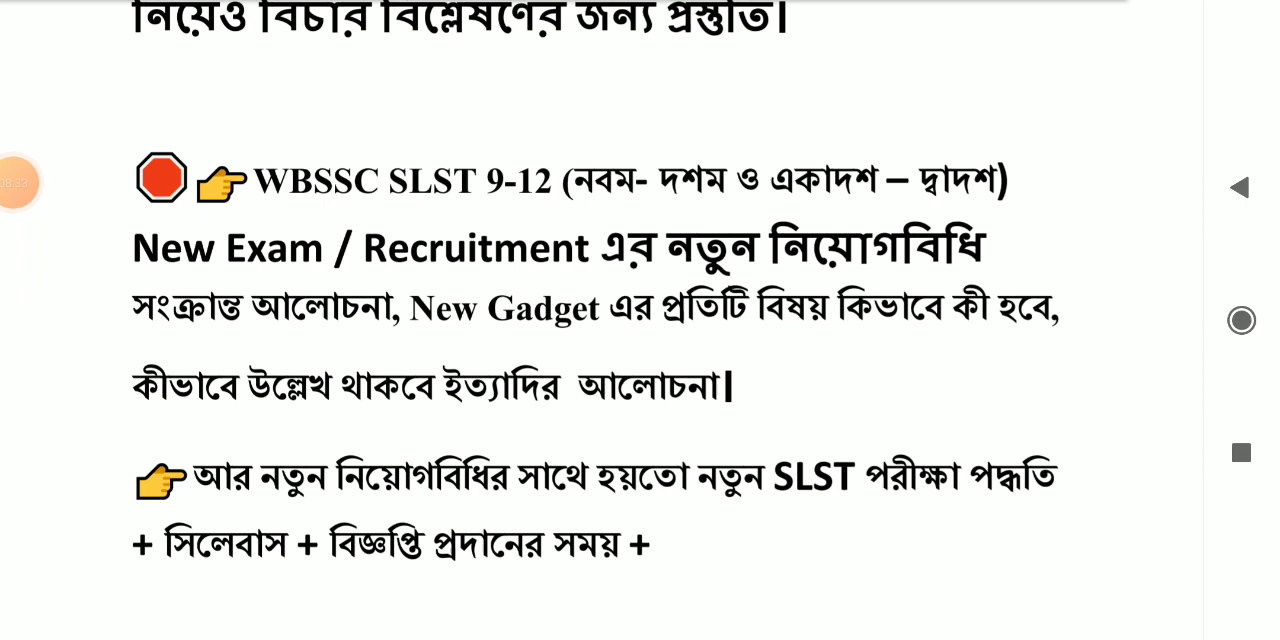 নিয়েও বিচার বিশ্লেষণের জন্য প্রস্তুতি।
WBSSC SLST 9-12 (নবম- দশম ও একাদশ – দ্বাদশ)
New Exam / Recruitment এর নতুন নিয়োগবিধি
সংক্রান্ত আলোচনা, New Gadget এর প্রতিটি বিষয় কিভাবে কী হবে,
কীভাবে উল্লেখ থাকবে ইত্যাদির আলোচনা।
আর নতুন নিয়োগবিধির সাথে হয়তো নতুন SLST পরীক্ষা পদ্ধতি
+ সিলেবাস + বিজ্ঞপ্তি প্রদানের সময় +